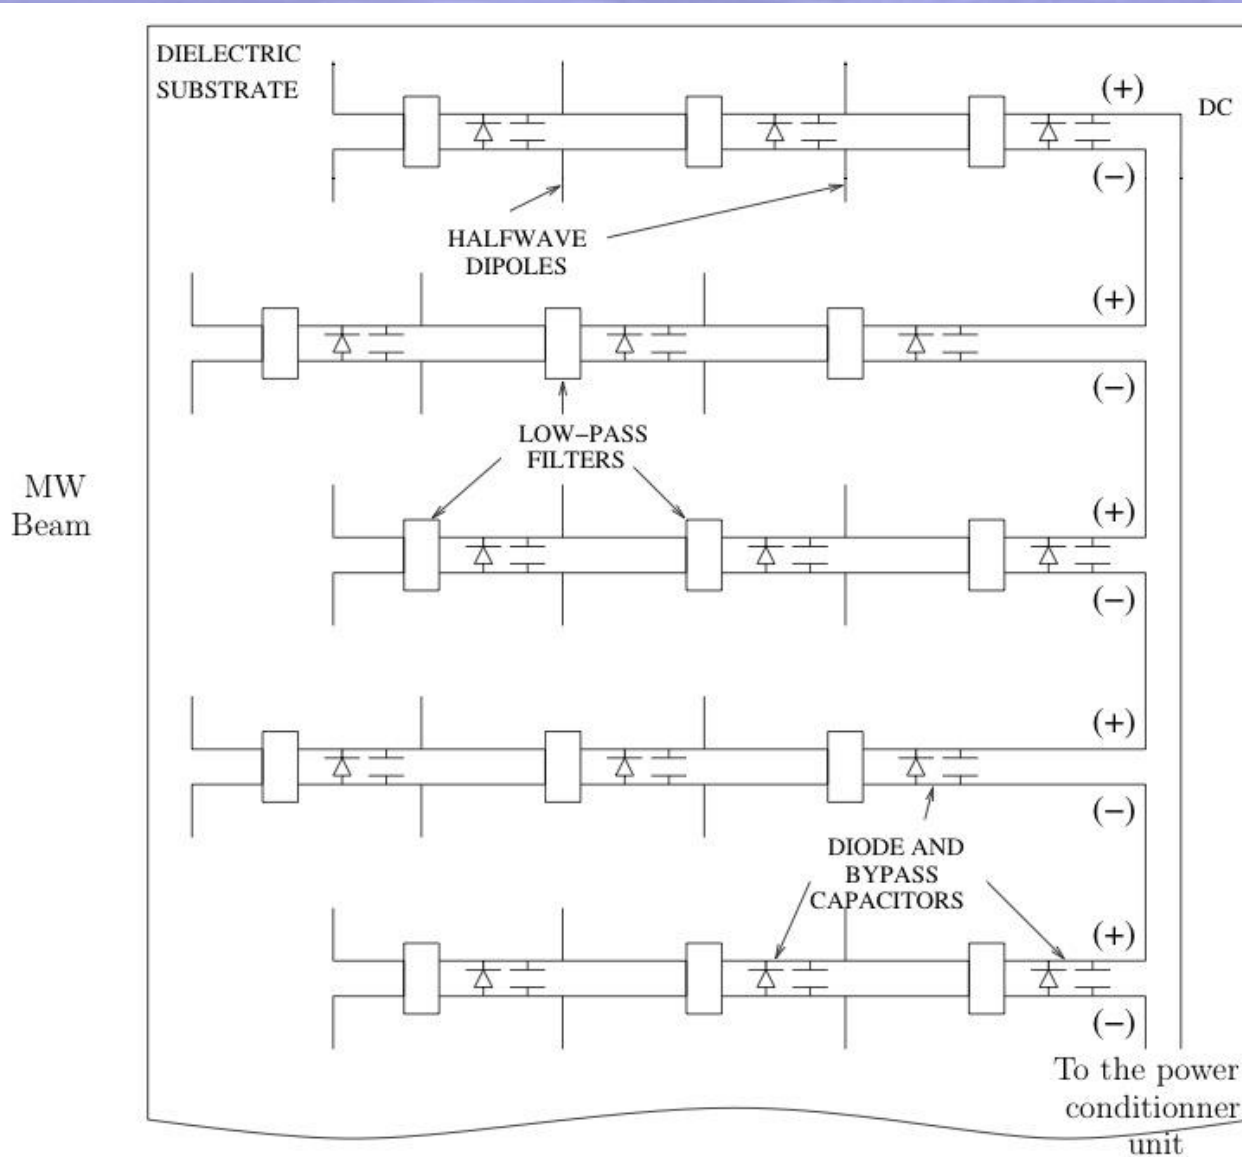 DIELECTRIC
SUBSTRATE
(+)
DC
(−)
HALFWAVE
DIPOLES
(+)
(−)
LOW−PASS
FILTERS
MW
Beam
(+)
(−)
(+)
(−)
DIODE AND
BYPASS
CAPACITORS
(+)
(−)
To the power
conditionner
unit